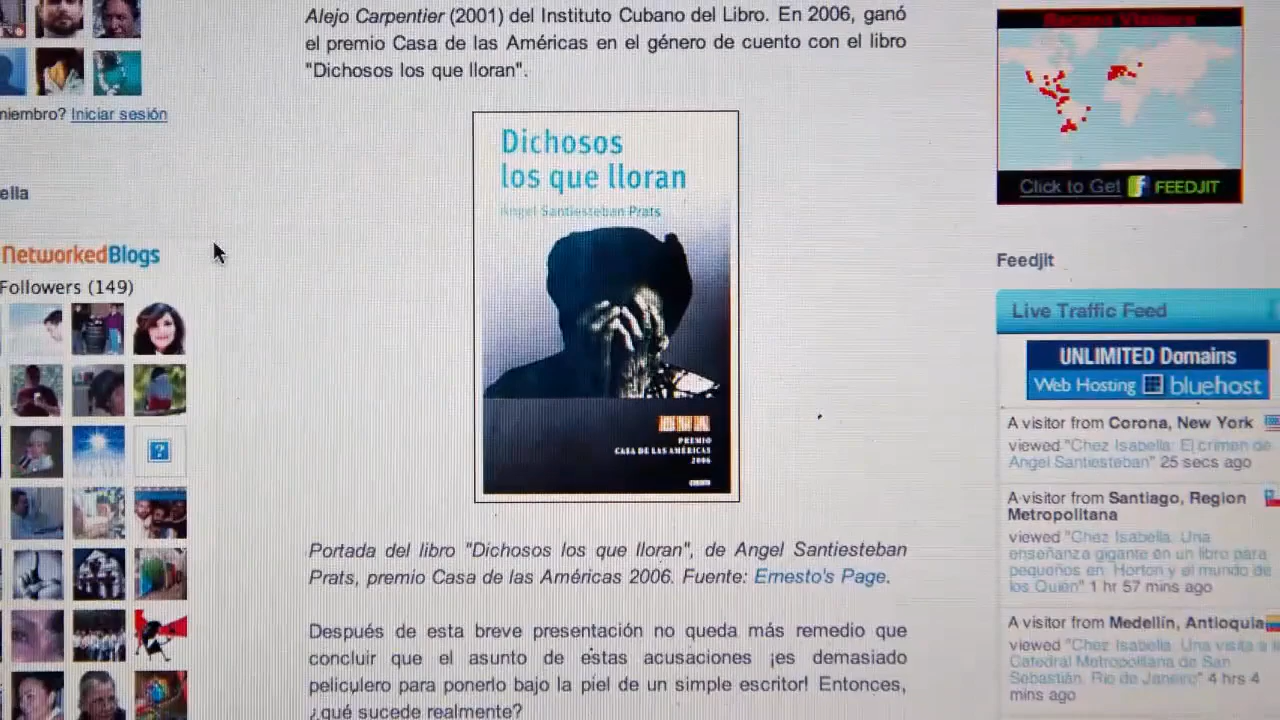 miembro? Iniciar sesión
ella
NetworkedBlogs
Followers (149)
?
Alejo Carpentier (2001) del Instituto Cubano del Libro. En 2006, ganó
el premio Casa de las Américas en el género de cuento con el libro
"Dichosos los que lloran".
Dichosos
los que lloran
Angel Santiesteban Prats
PREMIO
CASA DE LAS AMÉRICAS
2006
Portada del libro "Dichosos los que lloran", de Angel Santiesteban
Prats, premio Casa de las Américas 2006. Fuente: Ernesto's Page.
Después de esta breve presentación no queda más remedio que
concluir que el asunto de estas acusaciones ¡es demasiado
peliculero para ponerlo bajo la piel de un simple escritor! Entonces,
¿qué sucede realmente?
Recent Visitors
Click to Get FEEDJIT
Feedjit
Live Traffic Feed
UNLIMITED Domains
Web Hosting bluehost
A visitor from Corona, New York
viewed "Chez Isabella: El crimen de
Angel Santiesteban" 25 secs ago
A visitor from Santiago, Region
Metropolitana
viewed "Chez Isabella: Una
enseñanza gigante en un libro para
pequeños en: Horton y el mundo de
los Quién" 1 hr 57 mins ago
A visitor from Medellín, Antioquia
viewed "Chez Isabella: Una visita a l
Catedral Metropolitana de San
Sebastián. Rio de Janeiro" 4 hrs 4
mins ago